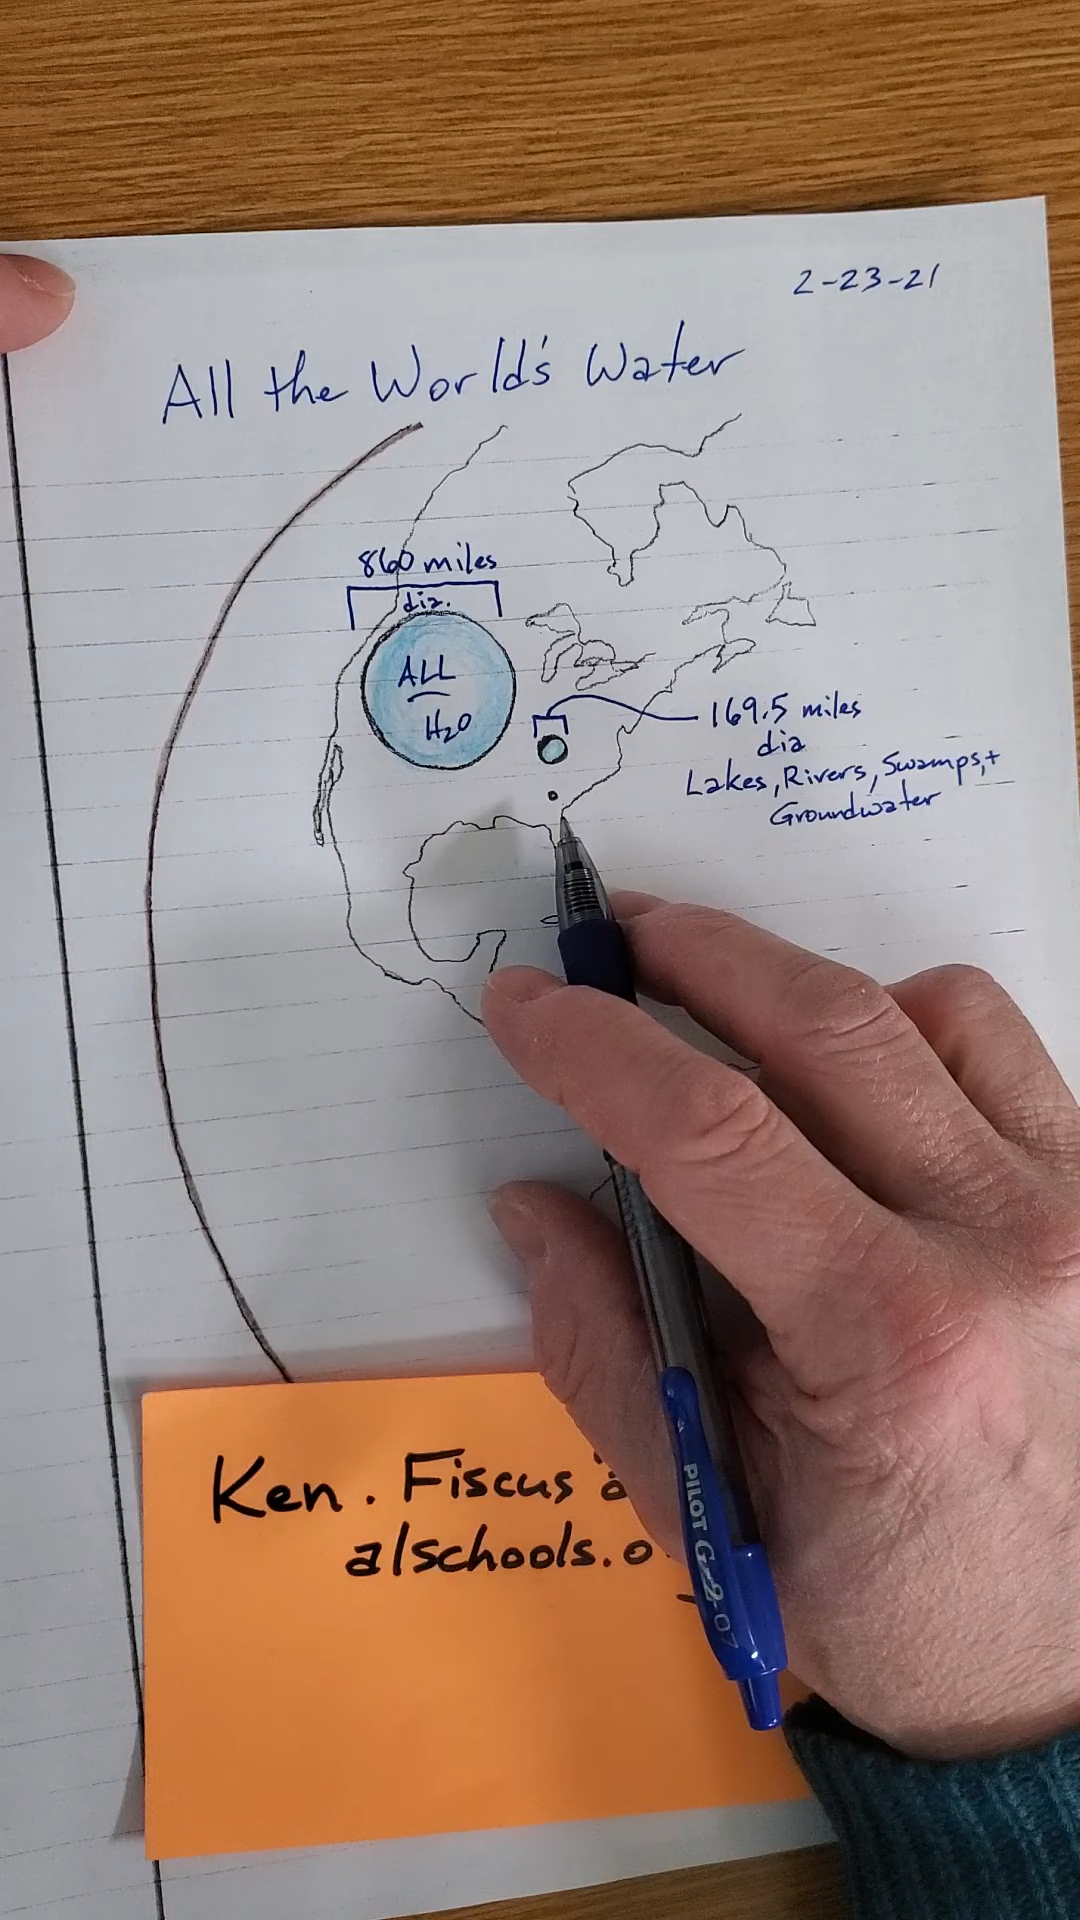 2-23-21
All the World's Water
860 miles
dia.
ALL
H2O
169.5 miles
dia
Lakes, Rivers, Swamps, +
Groundwater
Ken. Fiscus
alschools.o
PILOT G-2 07